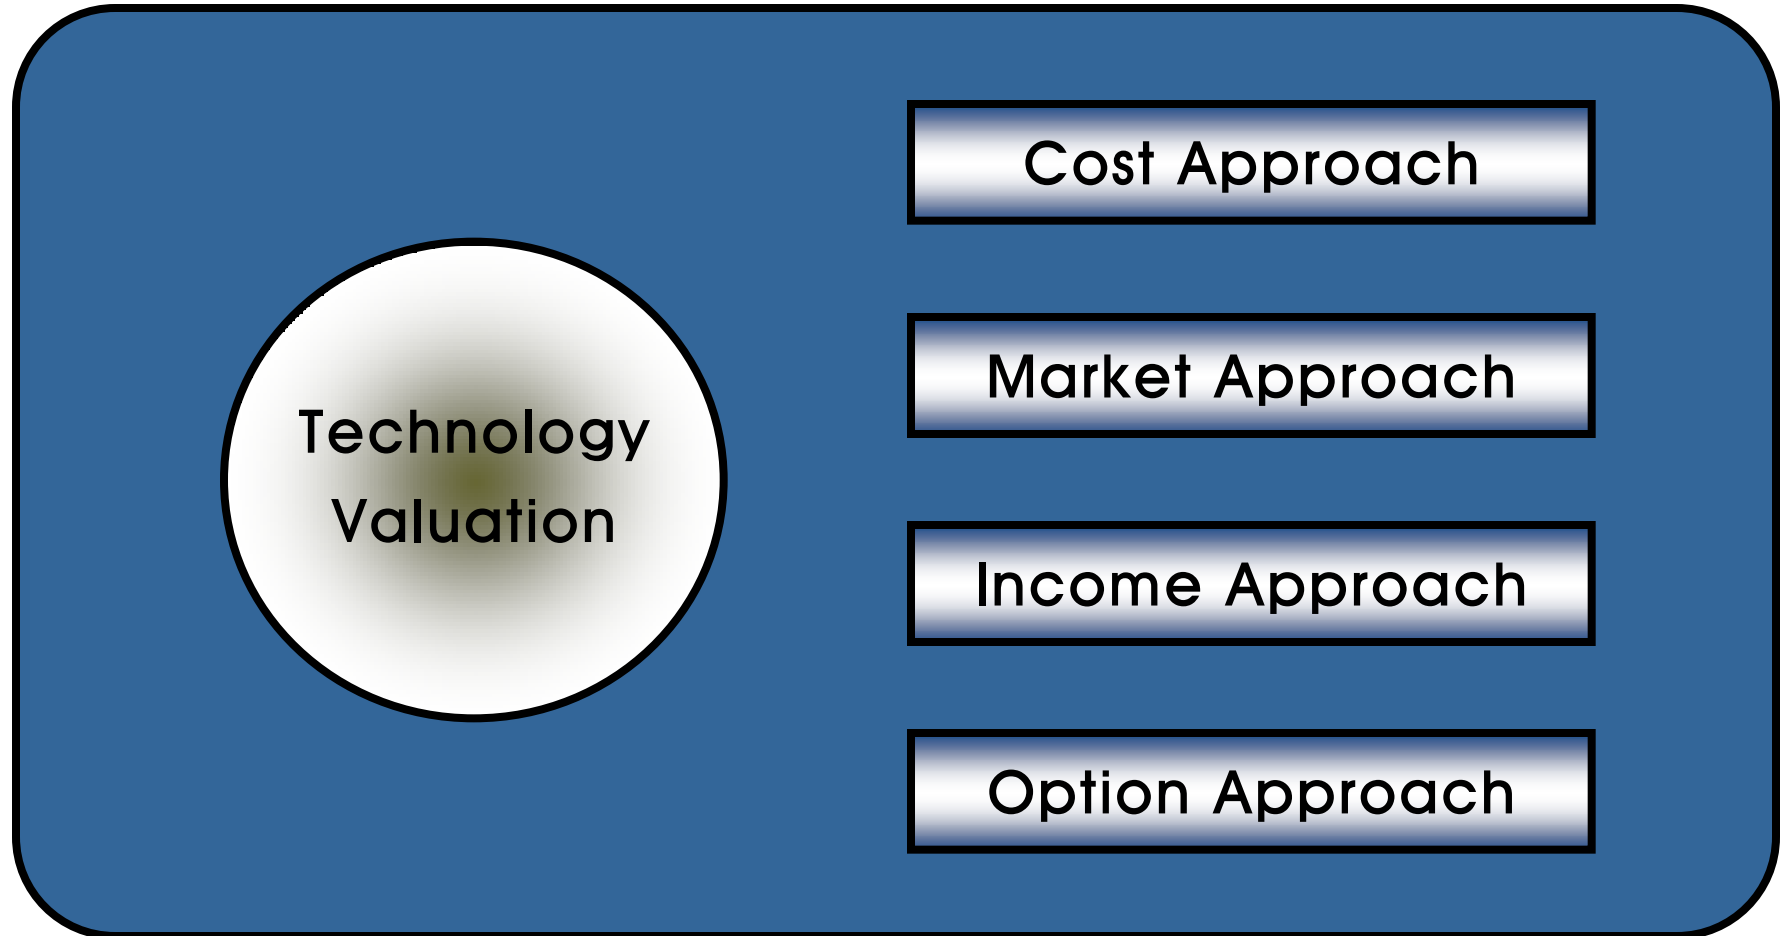 Technology
Valuation
Cost Approach
Market Approach
Income Approach
Option Approach